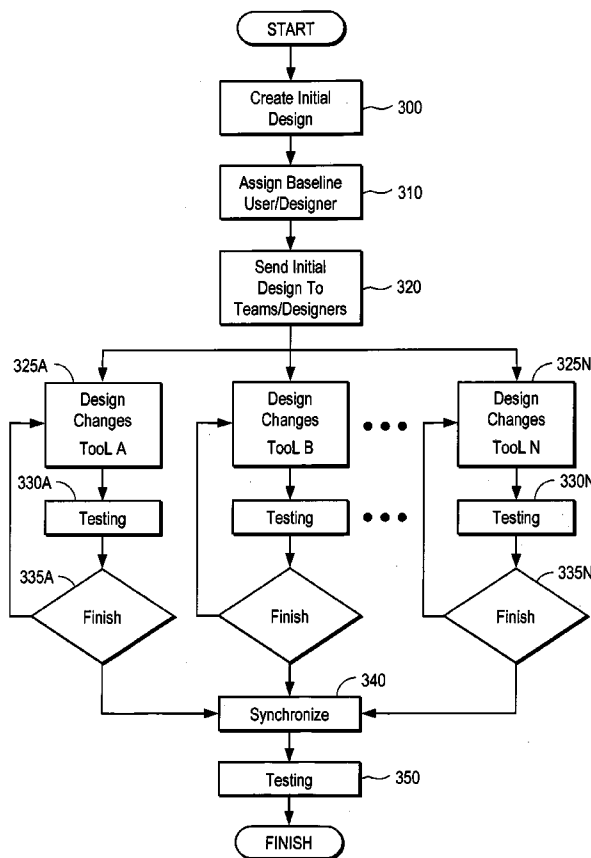 START
Create Initial
Design
300
Assign Baseline
User/Designer
310
Send Initial
Design To
Teams/Designers
320
325A
Design
Changes
TooL A
Design
Changes
TooL B
325N
Design
Changes
TooL N
330A
Testing
Testing
330N
Testing
335A
Finish
Finish
335N
Finish
340
Synchronize
Testing
350
FINISH